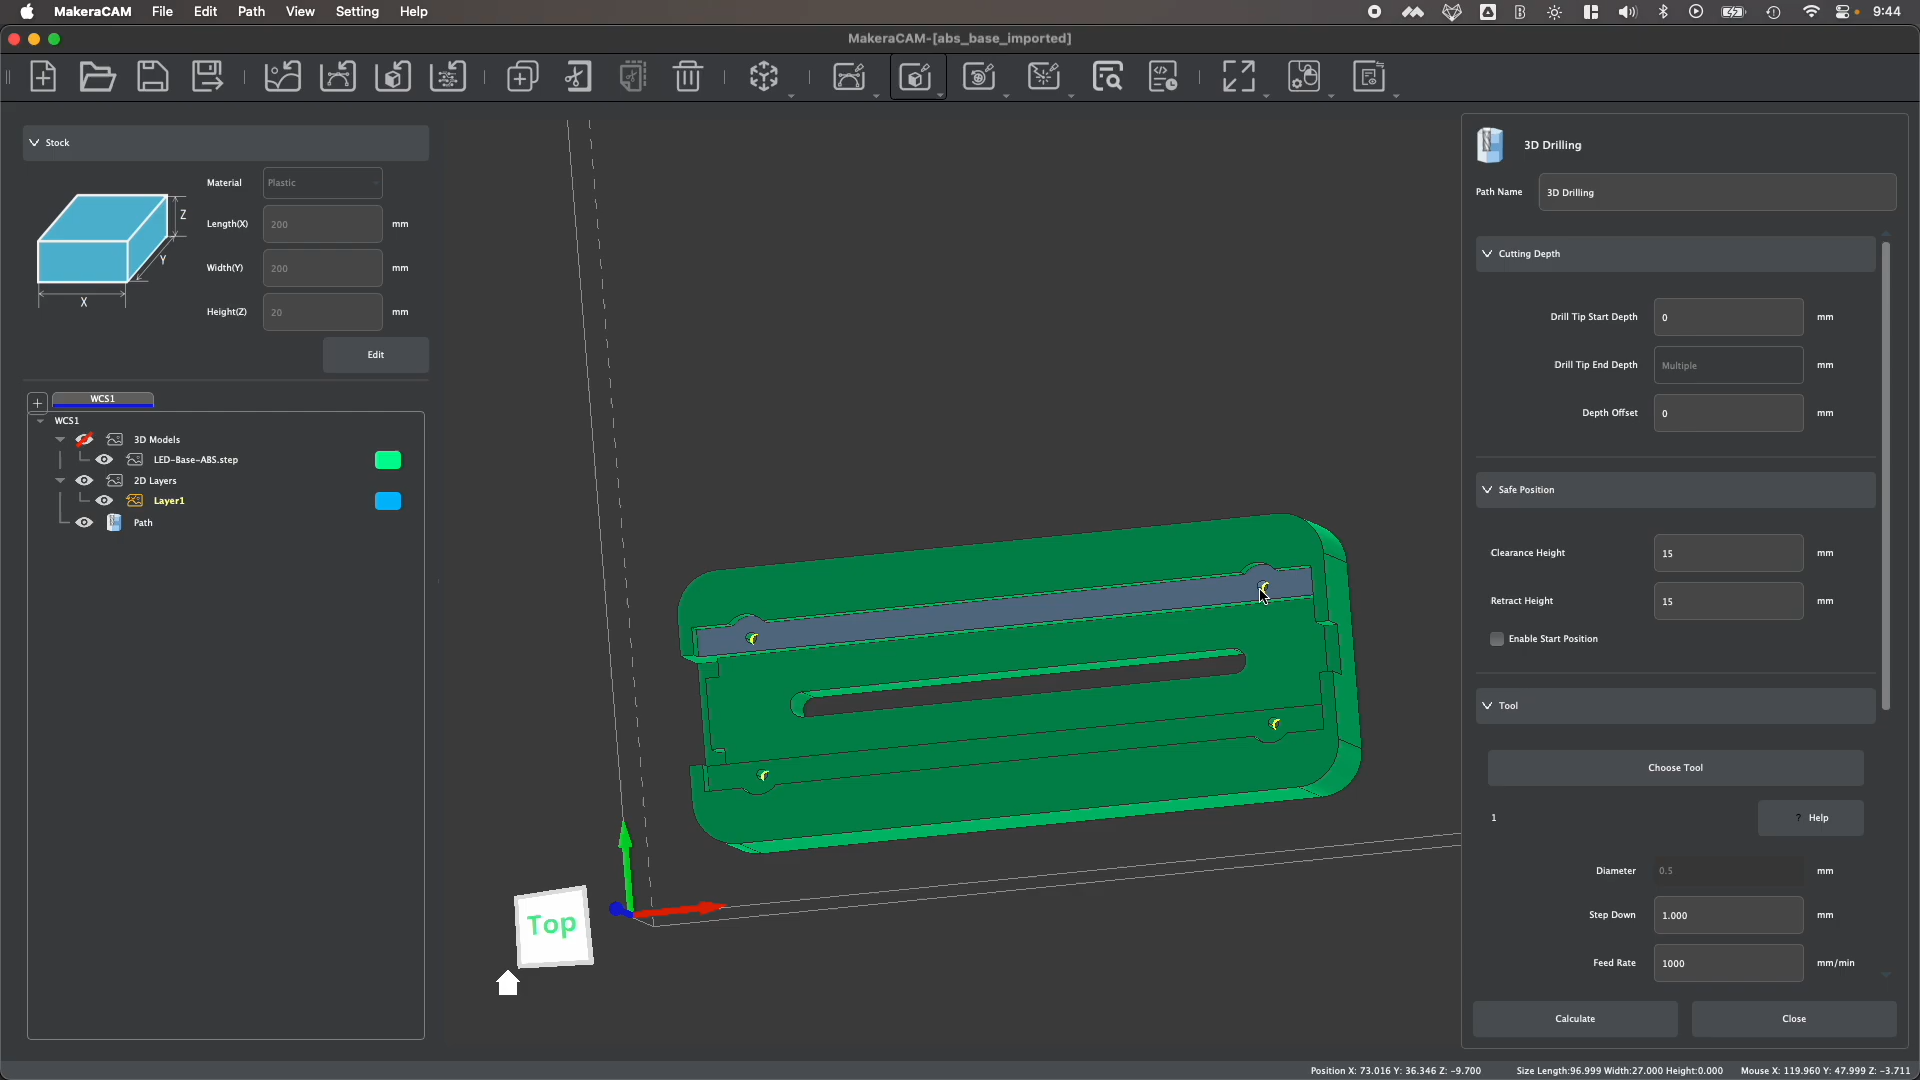 MakeraCAM File Edit Path View Setting Help 9:44
MakeraCAM-[abs_base_imported]
Stock
Material Plastic
Length(X) 200 mm
Width(Y) 200 mm
Height(Z) 20 mm
X Y Z
Edit
+ WCS1
WCS1
3D Models
LED-Base-ABS.step
2D Layers
Layer1
Path
Top
3D Drilling
Path Name 3D Drilling
Cutting Depth
Drill Tip Start Depth 0 mm
Drill Tip End Depth Multiple mm
Depth Offset 0 mm
Safe Position
Clearance Height 15 mm
Retract Height 15 mm
Enable Start Position
Tool
Choose Tool
1 ? Help
Diameter 0.5 mm
Step Down 1.000 mm
Feed Rate 1000 mm/min
Calculate Close
Position X: 73.016 Y: 36.346 Z: -9.700 Size Length:96.999 Width:27.000 Height:0.000 Mouse X: 119.960 Y: 47.999 Z: -3.711